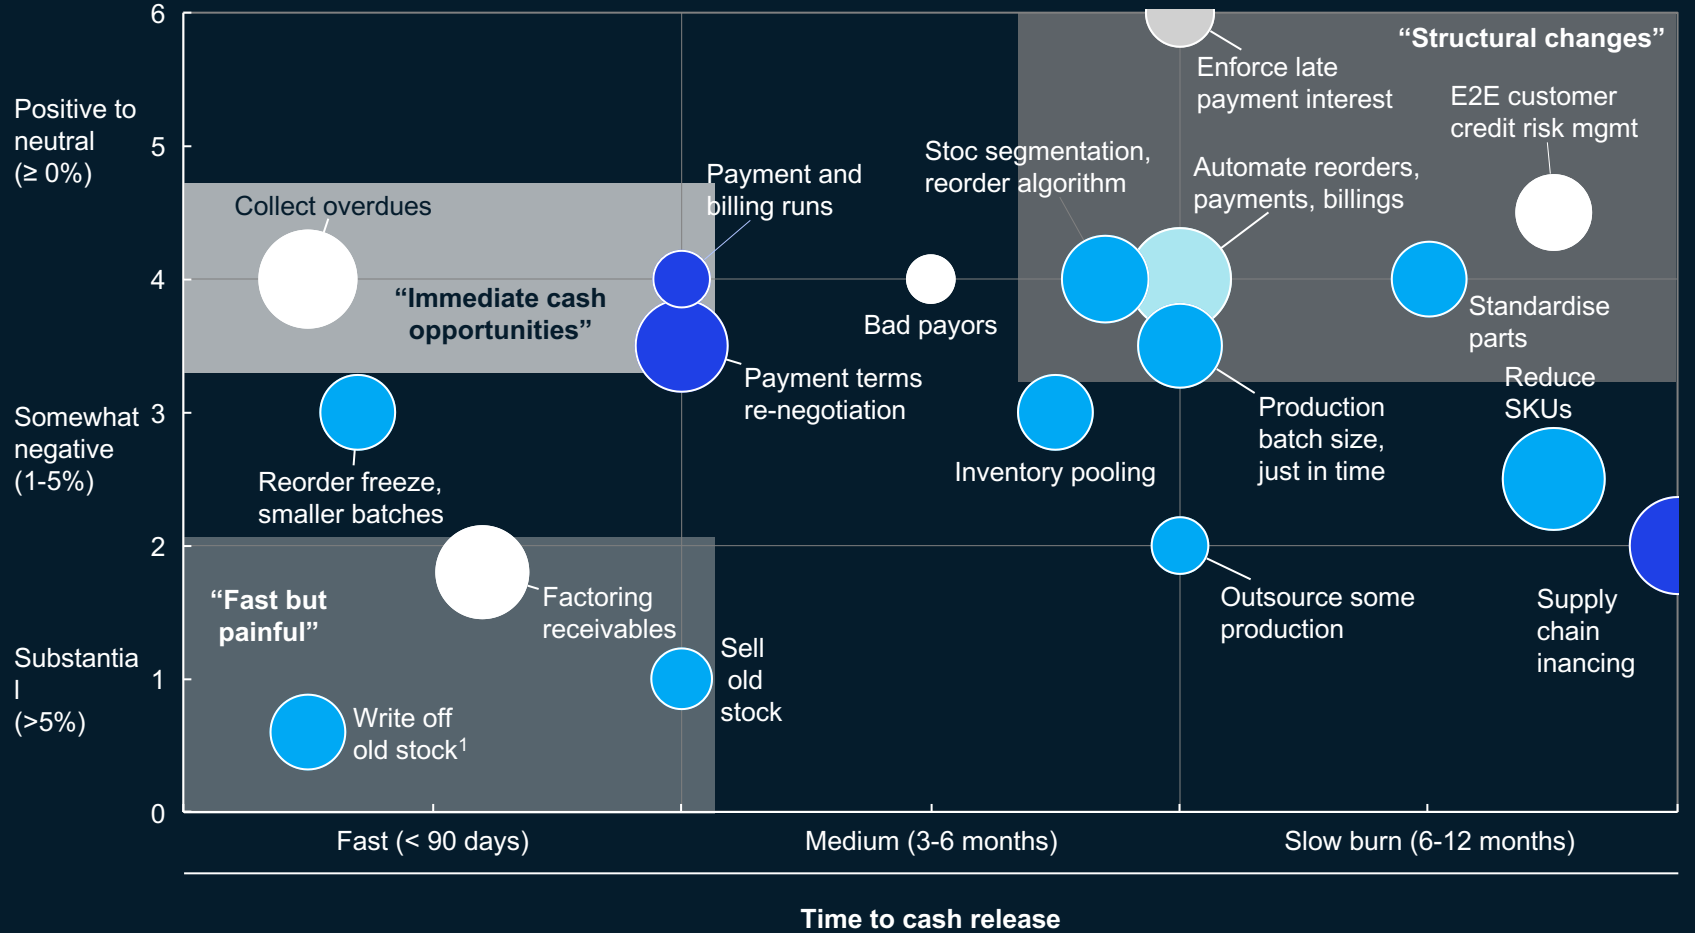 6
5
4
3
2
1
0
Positive to
neutral
(≥ 0%)
Somewhat
negative
(1-5%)
Substantia
l
(>5%)
“Structural changes”
Enforce late
payment interest
E2E customer
credit risk mgmt
Stoc segmentation,
reorder algorithm
Automate reorders,
payments, billings
Payment and
billing runs
Collect overdues
“Immediate cash
opportunities”
Bad payors
Standardise
parts
Payment terms
re-negotiation
Reduce
SKUs
Production
batch size,
just in time
Inventory pooling
Reorder freeze,
smaller batches
“Fast but
painful”
Factoring
receivables
Outsource some
production
Supply
chain
inancing
Sell
old
stock
Write off
old stock¹
Fast (< 90 days)
Medium (3-6 months)
Slow burn (6-12 months)
Time to cash release